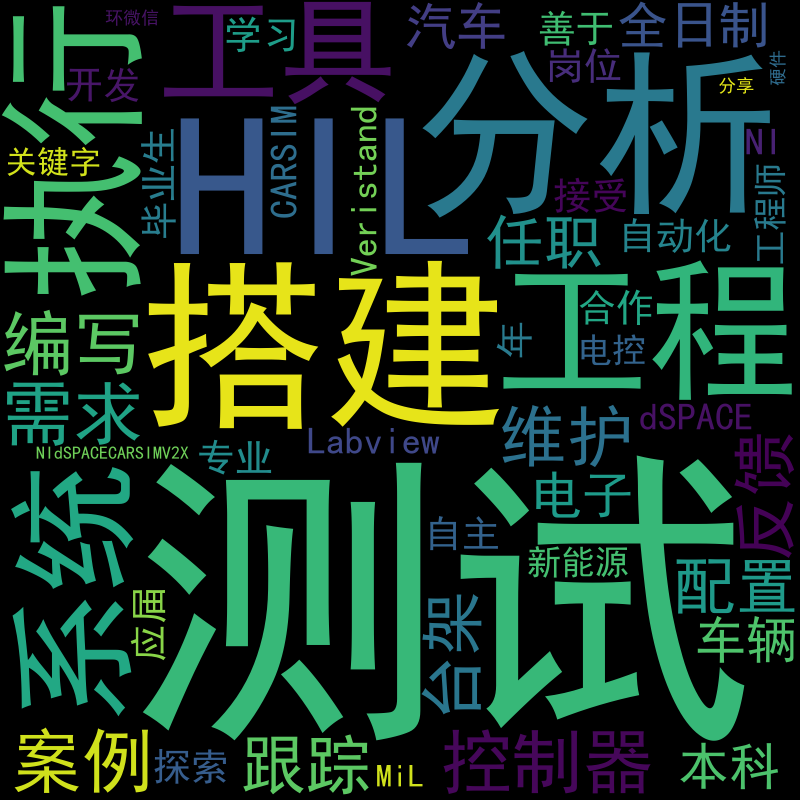 环微信
执行
工具
学习
汽车
善于
全日制
开发
岗位
硬件
分享
分析
HIL
CARSIM
Veristand
NI
关键字
毕业生
接受
工程师
任职
自动化
搭建
工程
合作
编写
年
电控
需求
维护
dSPACE
Labview
反馈
NIdSPACECARSIMV2X
专业
系统
测试
电子
自主
新能源
配置
应届
台架
车辆
案例
探索
跟踪
MiL
控制器
本科